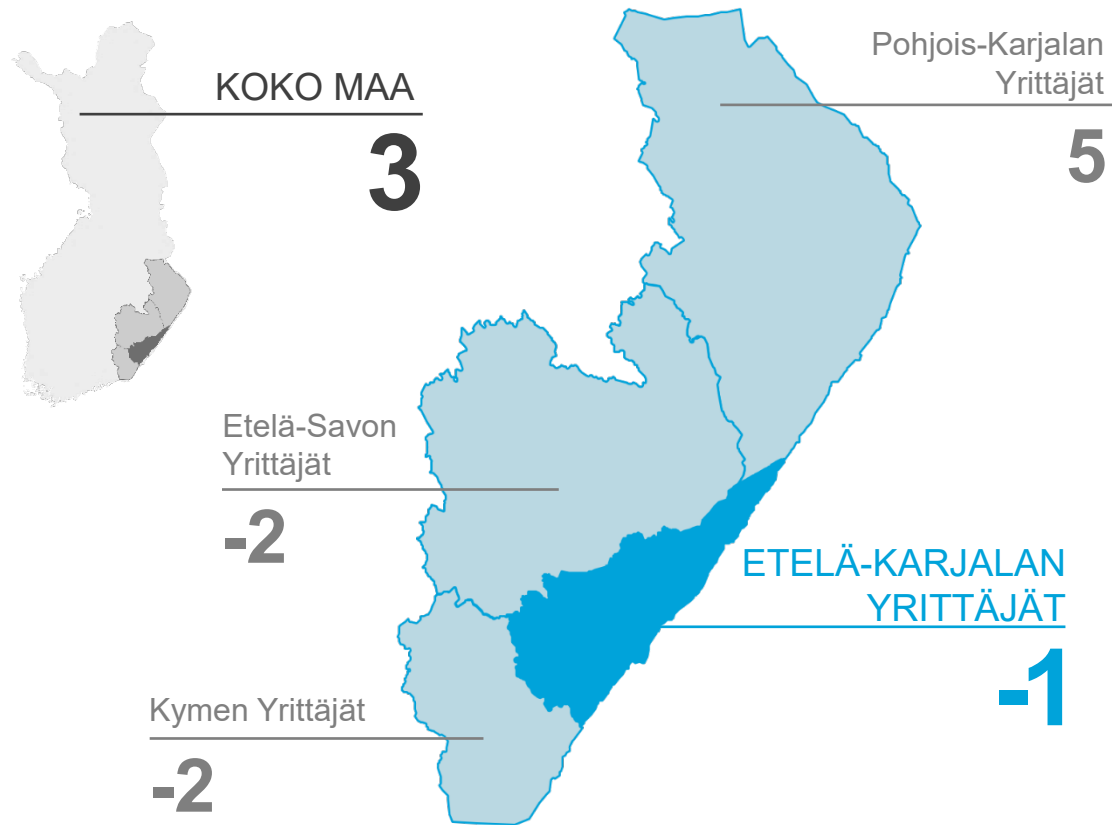 KOKO MAA
3
Pohjois-Karjalan
Yrittäjät
5
Etelä-Savon
Yrittäjät
-2
ETELÄ-KARJALAN
YRITTÄJÄT
-1
Kymen Yrittäjät
-2